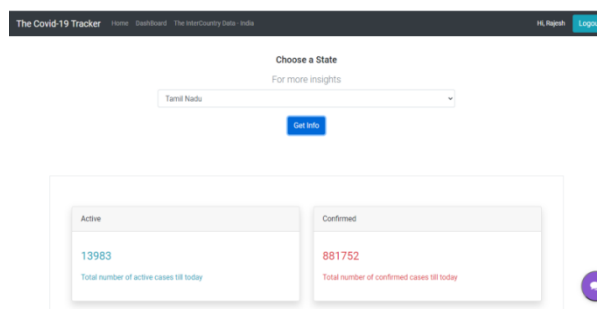 The Covid-19 Tracker Home Dashboard The InterCountry Data - India Hi, Rajesh Logou
Choose a State
For more insights
Tamil Nadu
Get Info
Active Confirmed
13983 881752
Total number of active cases till today Total number of confirmed cases till today